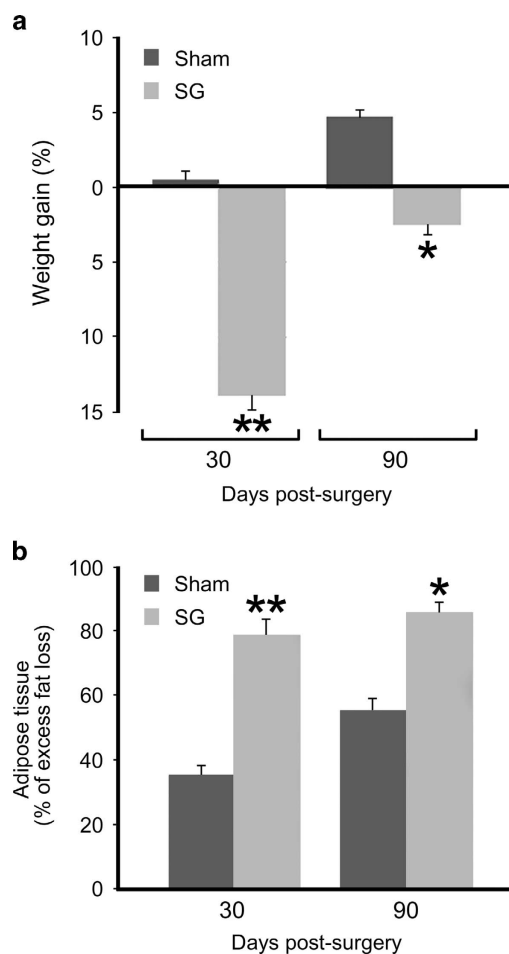 a
10
5
0
5
10
15
Weight gain (%)
Sham
SG
**
*
30
90
Days post-surgery
b
100
80
60
40
20
0
Adipose tissue
(% of excess fat loss)
Sham
SG
**
*
30
90
Days post-surgery